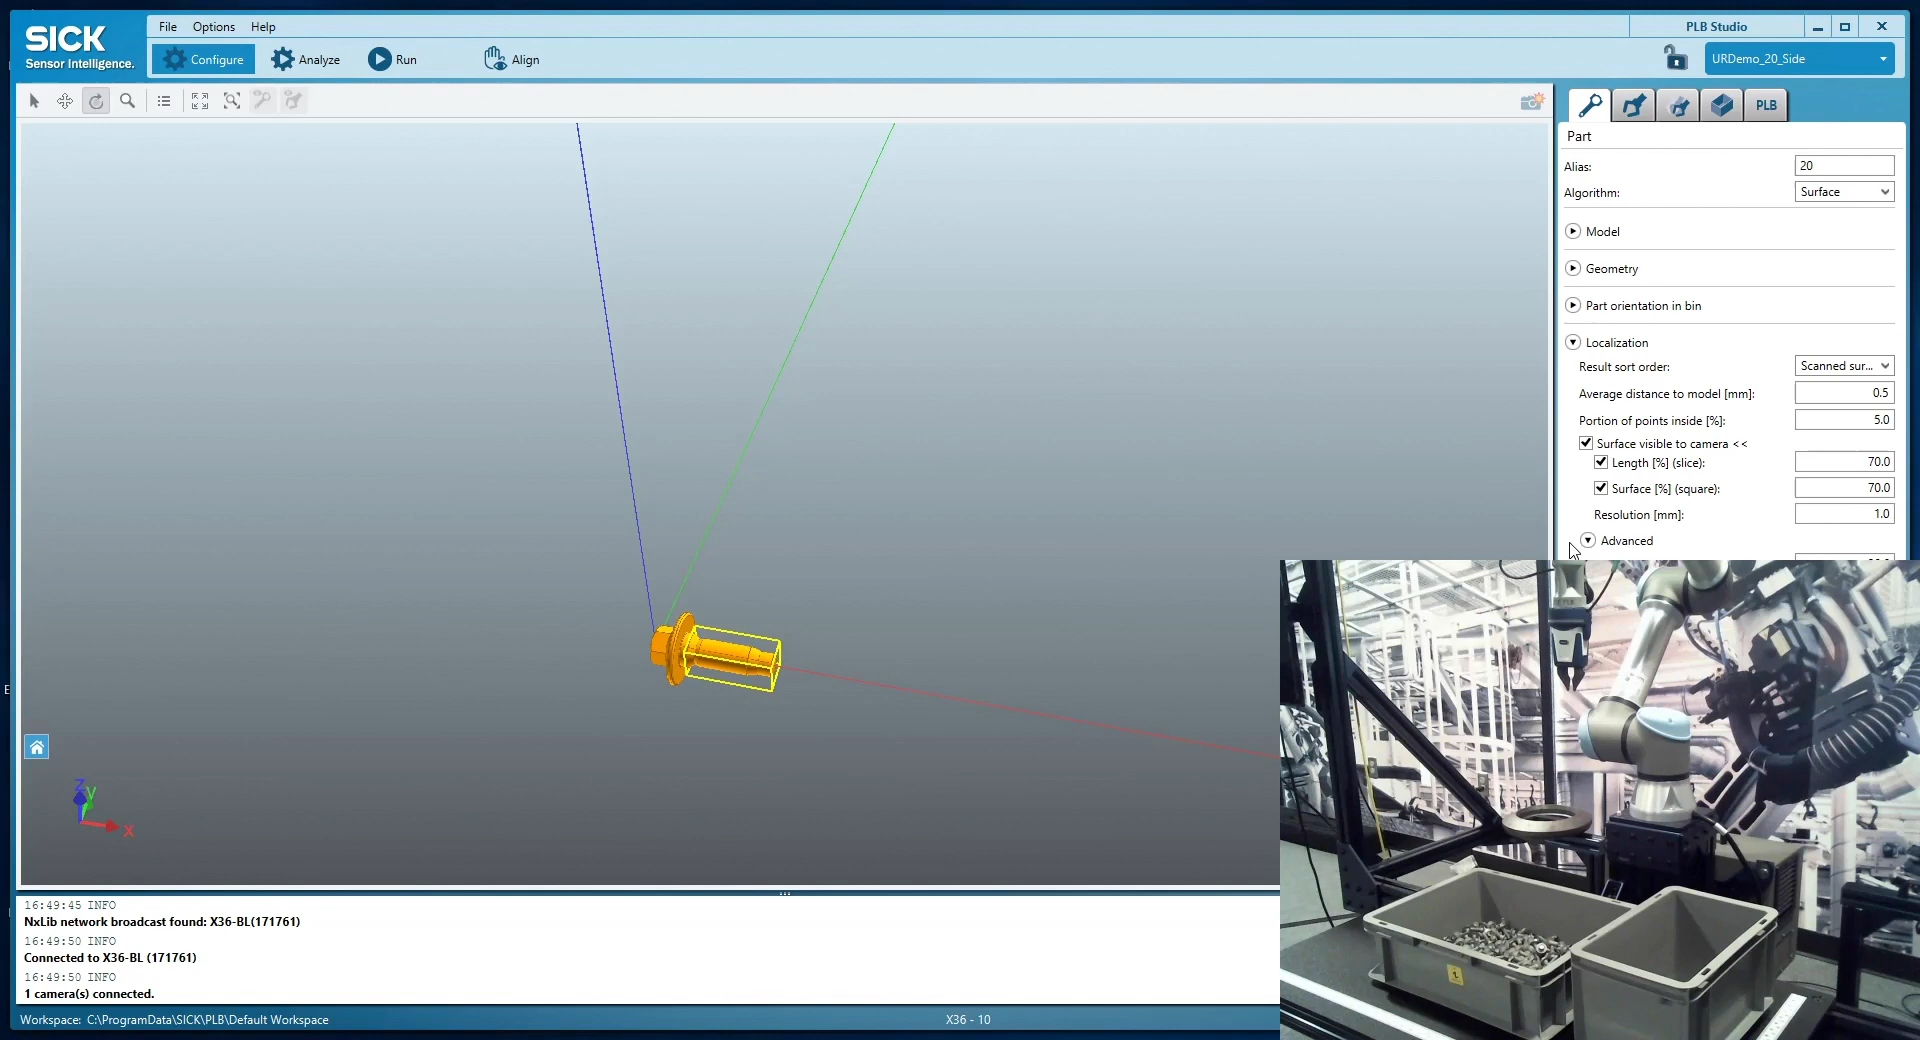 SICK
Sensor Intelligence.
File Options Help
PLB Studio
Configure Analyze Run Align
URDemo_20_Side
PLB
Part
Alias: 20
Algorithm: Surface
Model
Geometry
Part orientation in bin
Localization
Result sort order: Scanned sur...
Average distance to model [mm]: 0.5
Portion of points inside [%]: 5.0
Surface visible to camera <<
Length [%] (slice): 70.0
Surface [%] (square): 70.0
Resolution [mm]: 1.0
Advanced
Z
Y
X
16:49:45 INFO
NxLib network broadcast found: X36-BL(171761)
16:49:50 INFO
Connected to X36-BL (171761)
16:49:50 INFO
1 camera(s) connected.
Workspace: C:\ProgramData\SICK\PLB\Default Workspace
X36 - 10